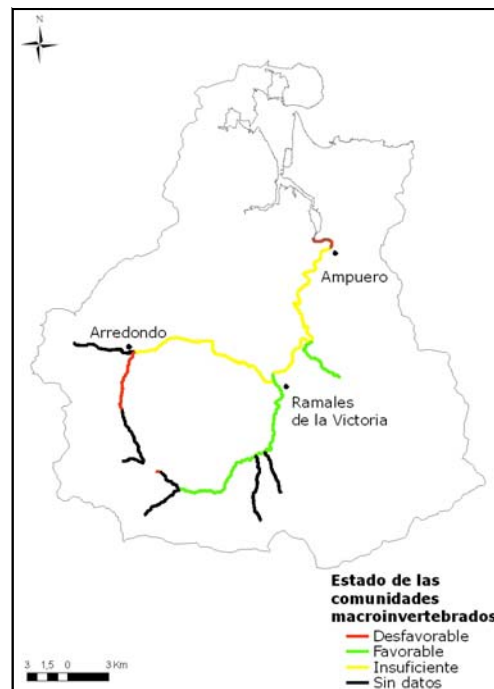 N
Ampuero
Arredondo
Ramales
de la Victoria
Estado de las
comunidades
macroinvertebrados
Desfavorable
Favorable
Insuficiente
Sin datos
3 1,5 0 3 Km